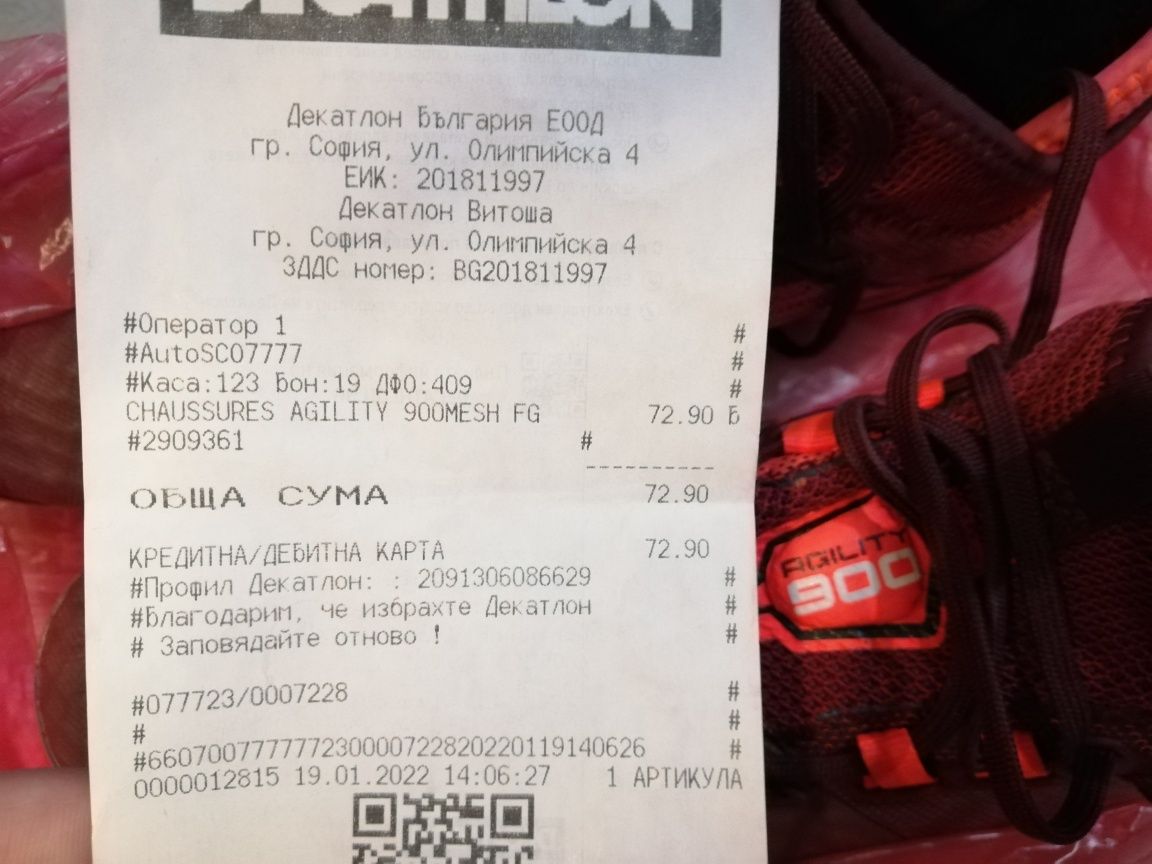 Декатлон България ЕООД
гр. София, ул. Олимпийска 4
ЕИК: 201811997
Декатлон Витоша
гр. София, ул. Олимпийска 4
ЗДДС номер: BG201811997
#Оператор 1 #
#AutoSC07777 #
#Каса:123 Бон:19 ДФО:409 #
CHAUSSURES AGILITY 900MESH FG 72.90 Б
#2909361 #
----------
ОБЩА СУМА 72.90
КРЕДИТНА/ДЕБИТНА КАРТА 72.90
#Профил Декатлон: : 2091306086629 #
#Благодарим, че избрахте Декатлон #
# Заповядайте отново ! #
#077723/0007228 #
# #
#660700777777230000722820220119140626 #
0000012815 19.01.2022 14:06:27 1 АРТИКУЛА
AGILITY
900